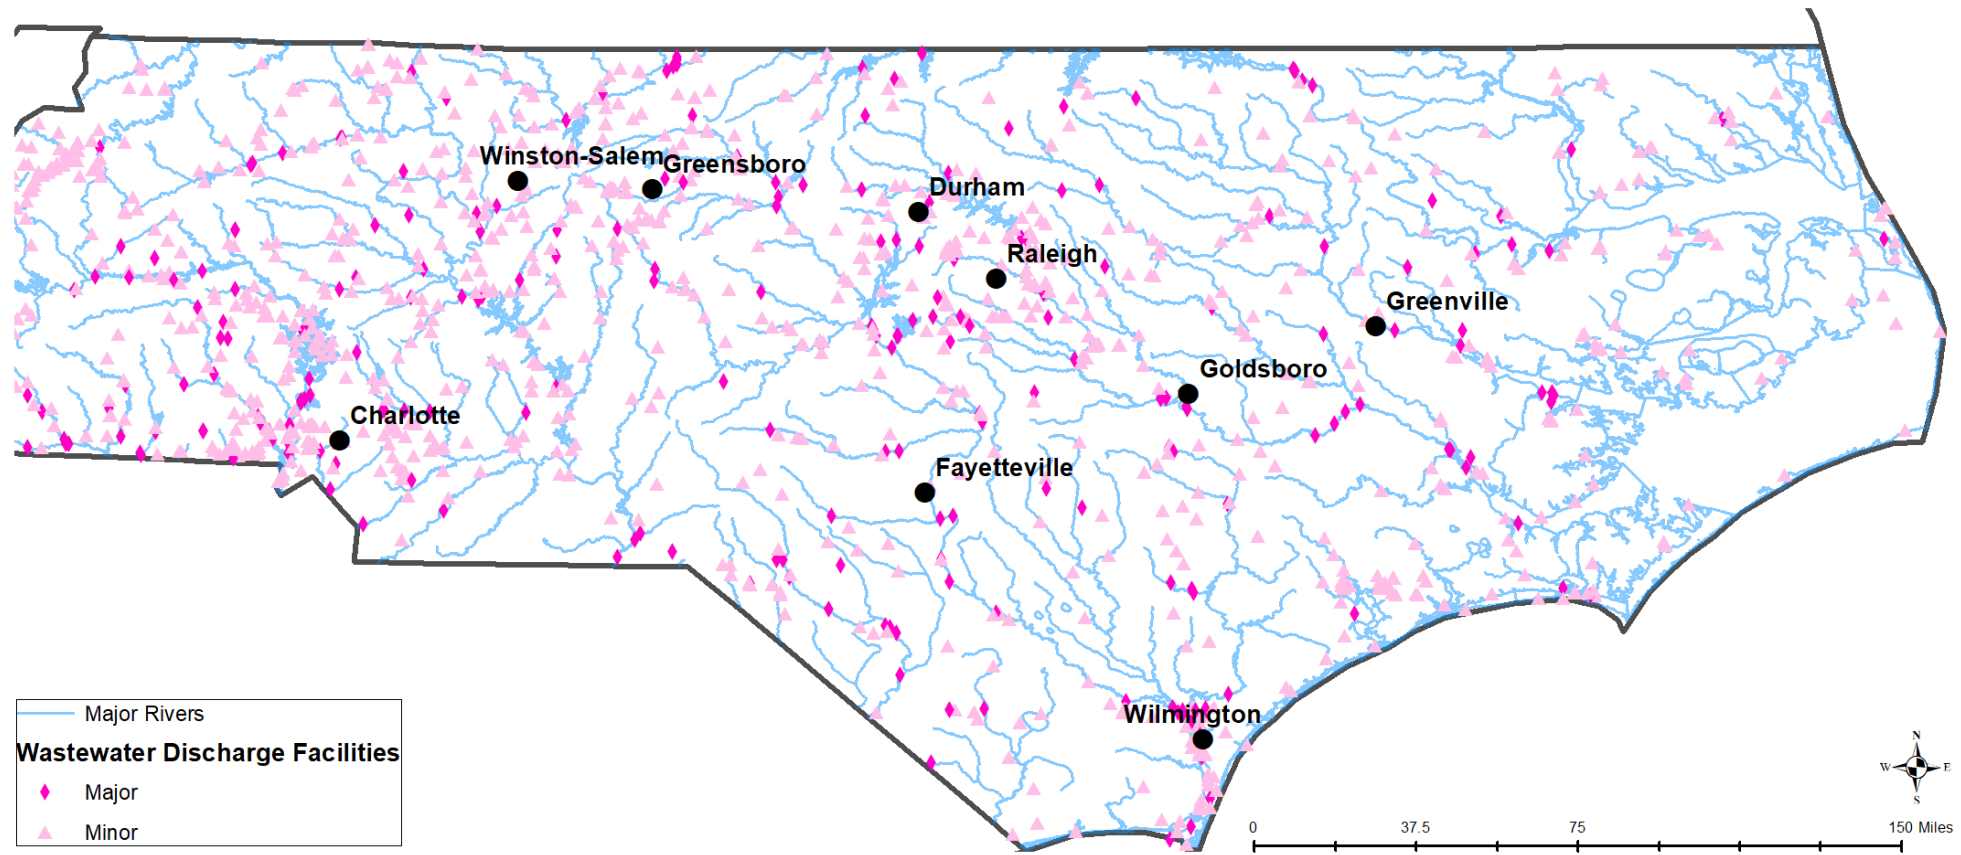 Winston-Salem
Greensboro
Durham
Raleigh
Greenville
Goldsboro
Charlotte
Fayetteville
Wilmington
Major Rivers
Wastewater Discharge Facilities
Major
Minor
N
W E
S
0 37.5 75 150 Miles